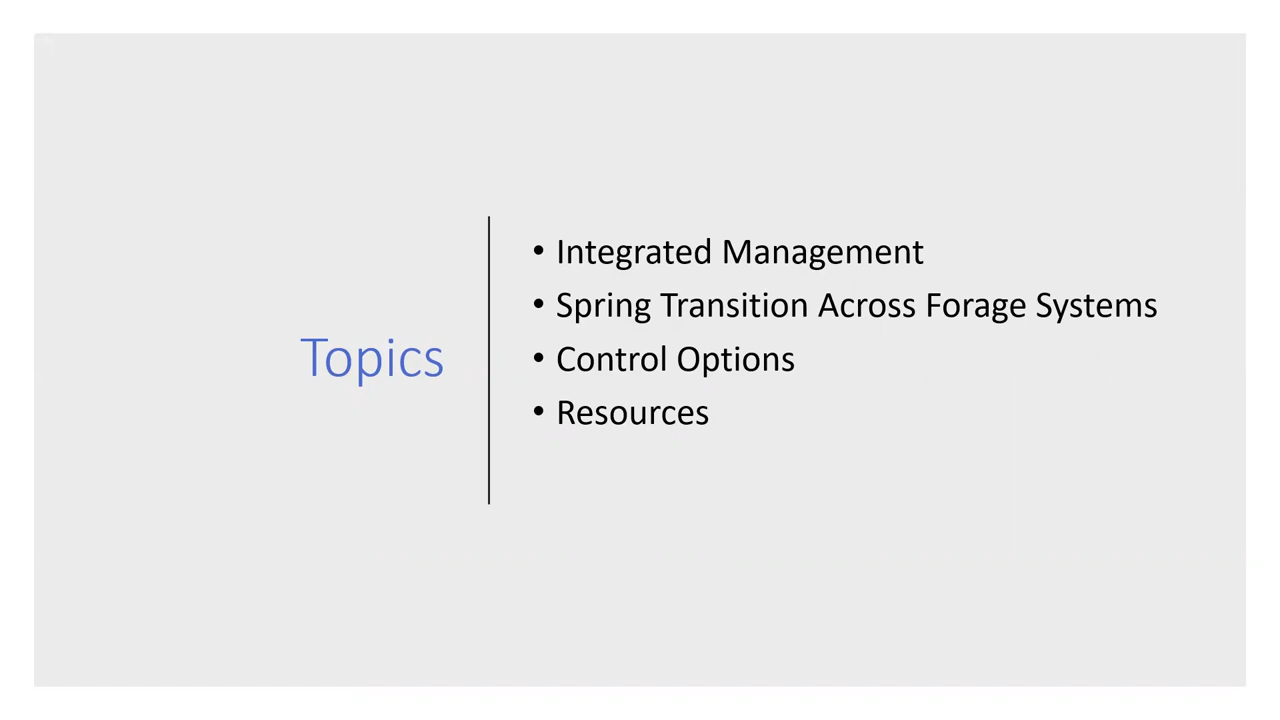 Topics
• Integrated Management
• Spring Transition Across Forage Systems
• Control Options
• Resources